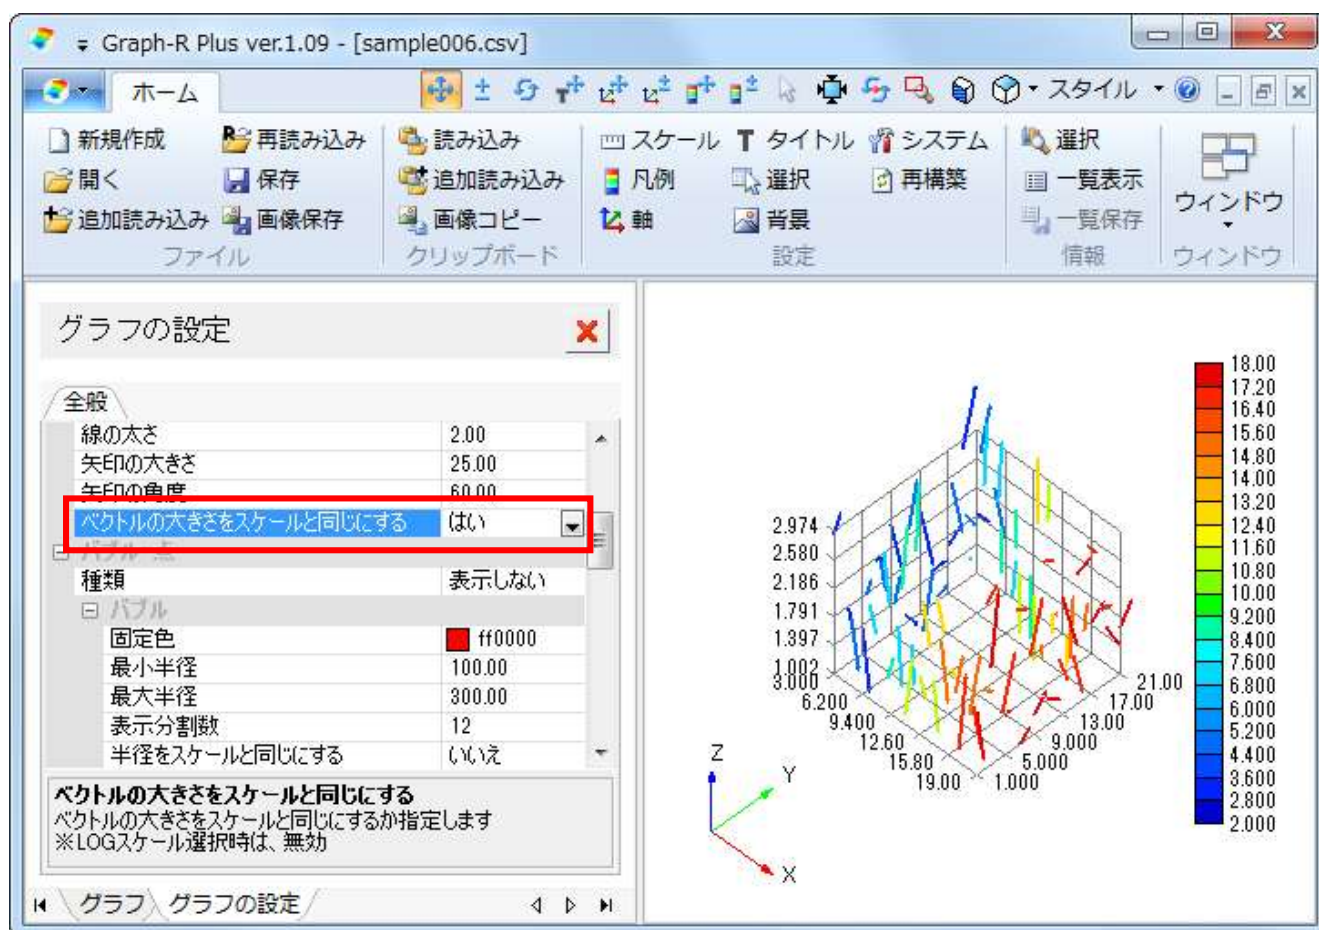 Graph-R Plus ver.1.09 - [sample006.csv]
ホーム
スタイル
新規作成 再読み込み 読み込み スケール T タイトル システム 選択
開く 保存 追加読み込み 凡例 選択 再構築 一覧表示
追加読み込み 画像保存 画像コピー 軸 背景 一覧保存
ウィンドウ
ファイル クリップボード 設定 情報 ウィンドウ
グラフの設定
全般
線の太さ 2.00
矢印の大きさ 25.00
矢印の角度 60.00
ベクトルの大きさをスケールと同じにする はい
バブル・点
種類 表示しない
バブル
固定色 ff0000
最小半径 100.00
最大半径 300.00
表示分割数 12
半径をスケールと同じにする いいえ
ベクトルの大きさをスケールと同じにする
ベクトルの大きさをスケールと同じにするか指定します
※LOGスケール選択時は、無効
グラフ グラフの設定
2.974
2.580
2.186
1.791
1.397
1.002
3.000
6.200
9.400
12.60
15.80
19.00
1.000
5.000
9.000
13.00
17.00
21.00
Z
Y
X
18.00
17.20
16.40
15.60
14.80
14.00
13.20
12.40
11.60
10.80
10.00
9.200
8.400
7.600
6.800
6.000
5.200
4.400
3.600
2.800
2.000